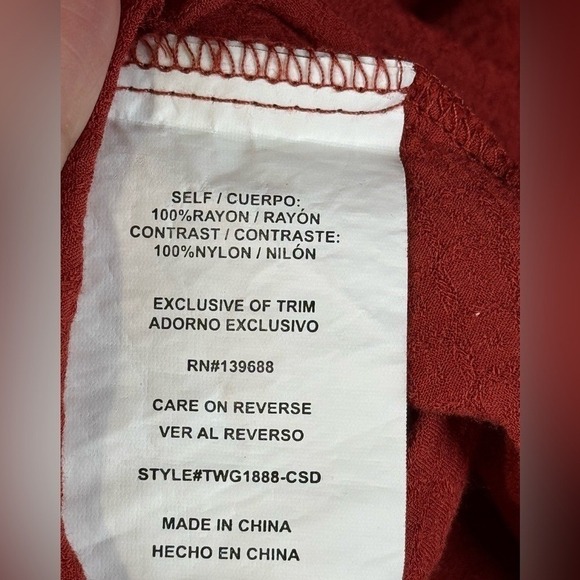 SELF / CUERPO:
100%RAYON / RAYÓN
CONTRAST / CONTRASTE:
100%NYLON / NILÓN
EXCLUSIVE OF TRIM
ADORNO EXCLUSIVO
RN#139688
CARE ON REVERSE
VER AL REVERSO
STYLE#TWG1888-CSD
MADE IN CHINA
HECHO EN CHINA